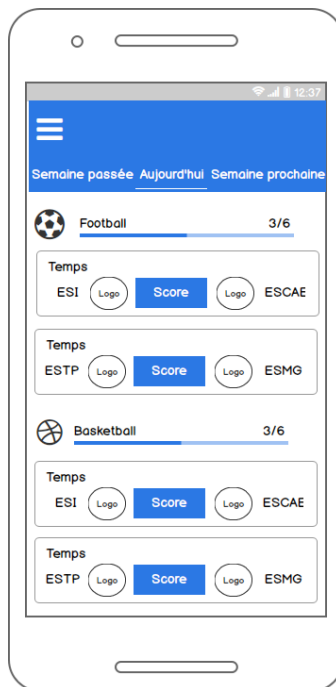 12:37
Semaine passée Aujourd'hui Semaine prochaine
Football 3/6
Temps
ESI Logo Score Logo ESCAE
Temps
ESTP Logo Score Logo ESMG
Basketball 3/6
Temps
ESI Logo Score Logo ESCAE
Temps
ESTP Logo Score Logo ESMG